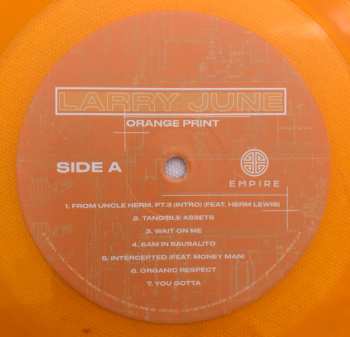 LARRY JUNE
ORANGE PRINT
SIDE A
EMPIRE
1. FROM UNCLE HERM, PT.3 (INTRO) (FEAT. HERM LEWIS)
2. TANGIBLE ASSETS
3. WAIT ON ME
4. 6AM IN SAUSALITO
5. INTERCEPTED (FEAT. MONEY MAN)
6. ORGANIC RESPECT
7. YOU GOTTA